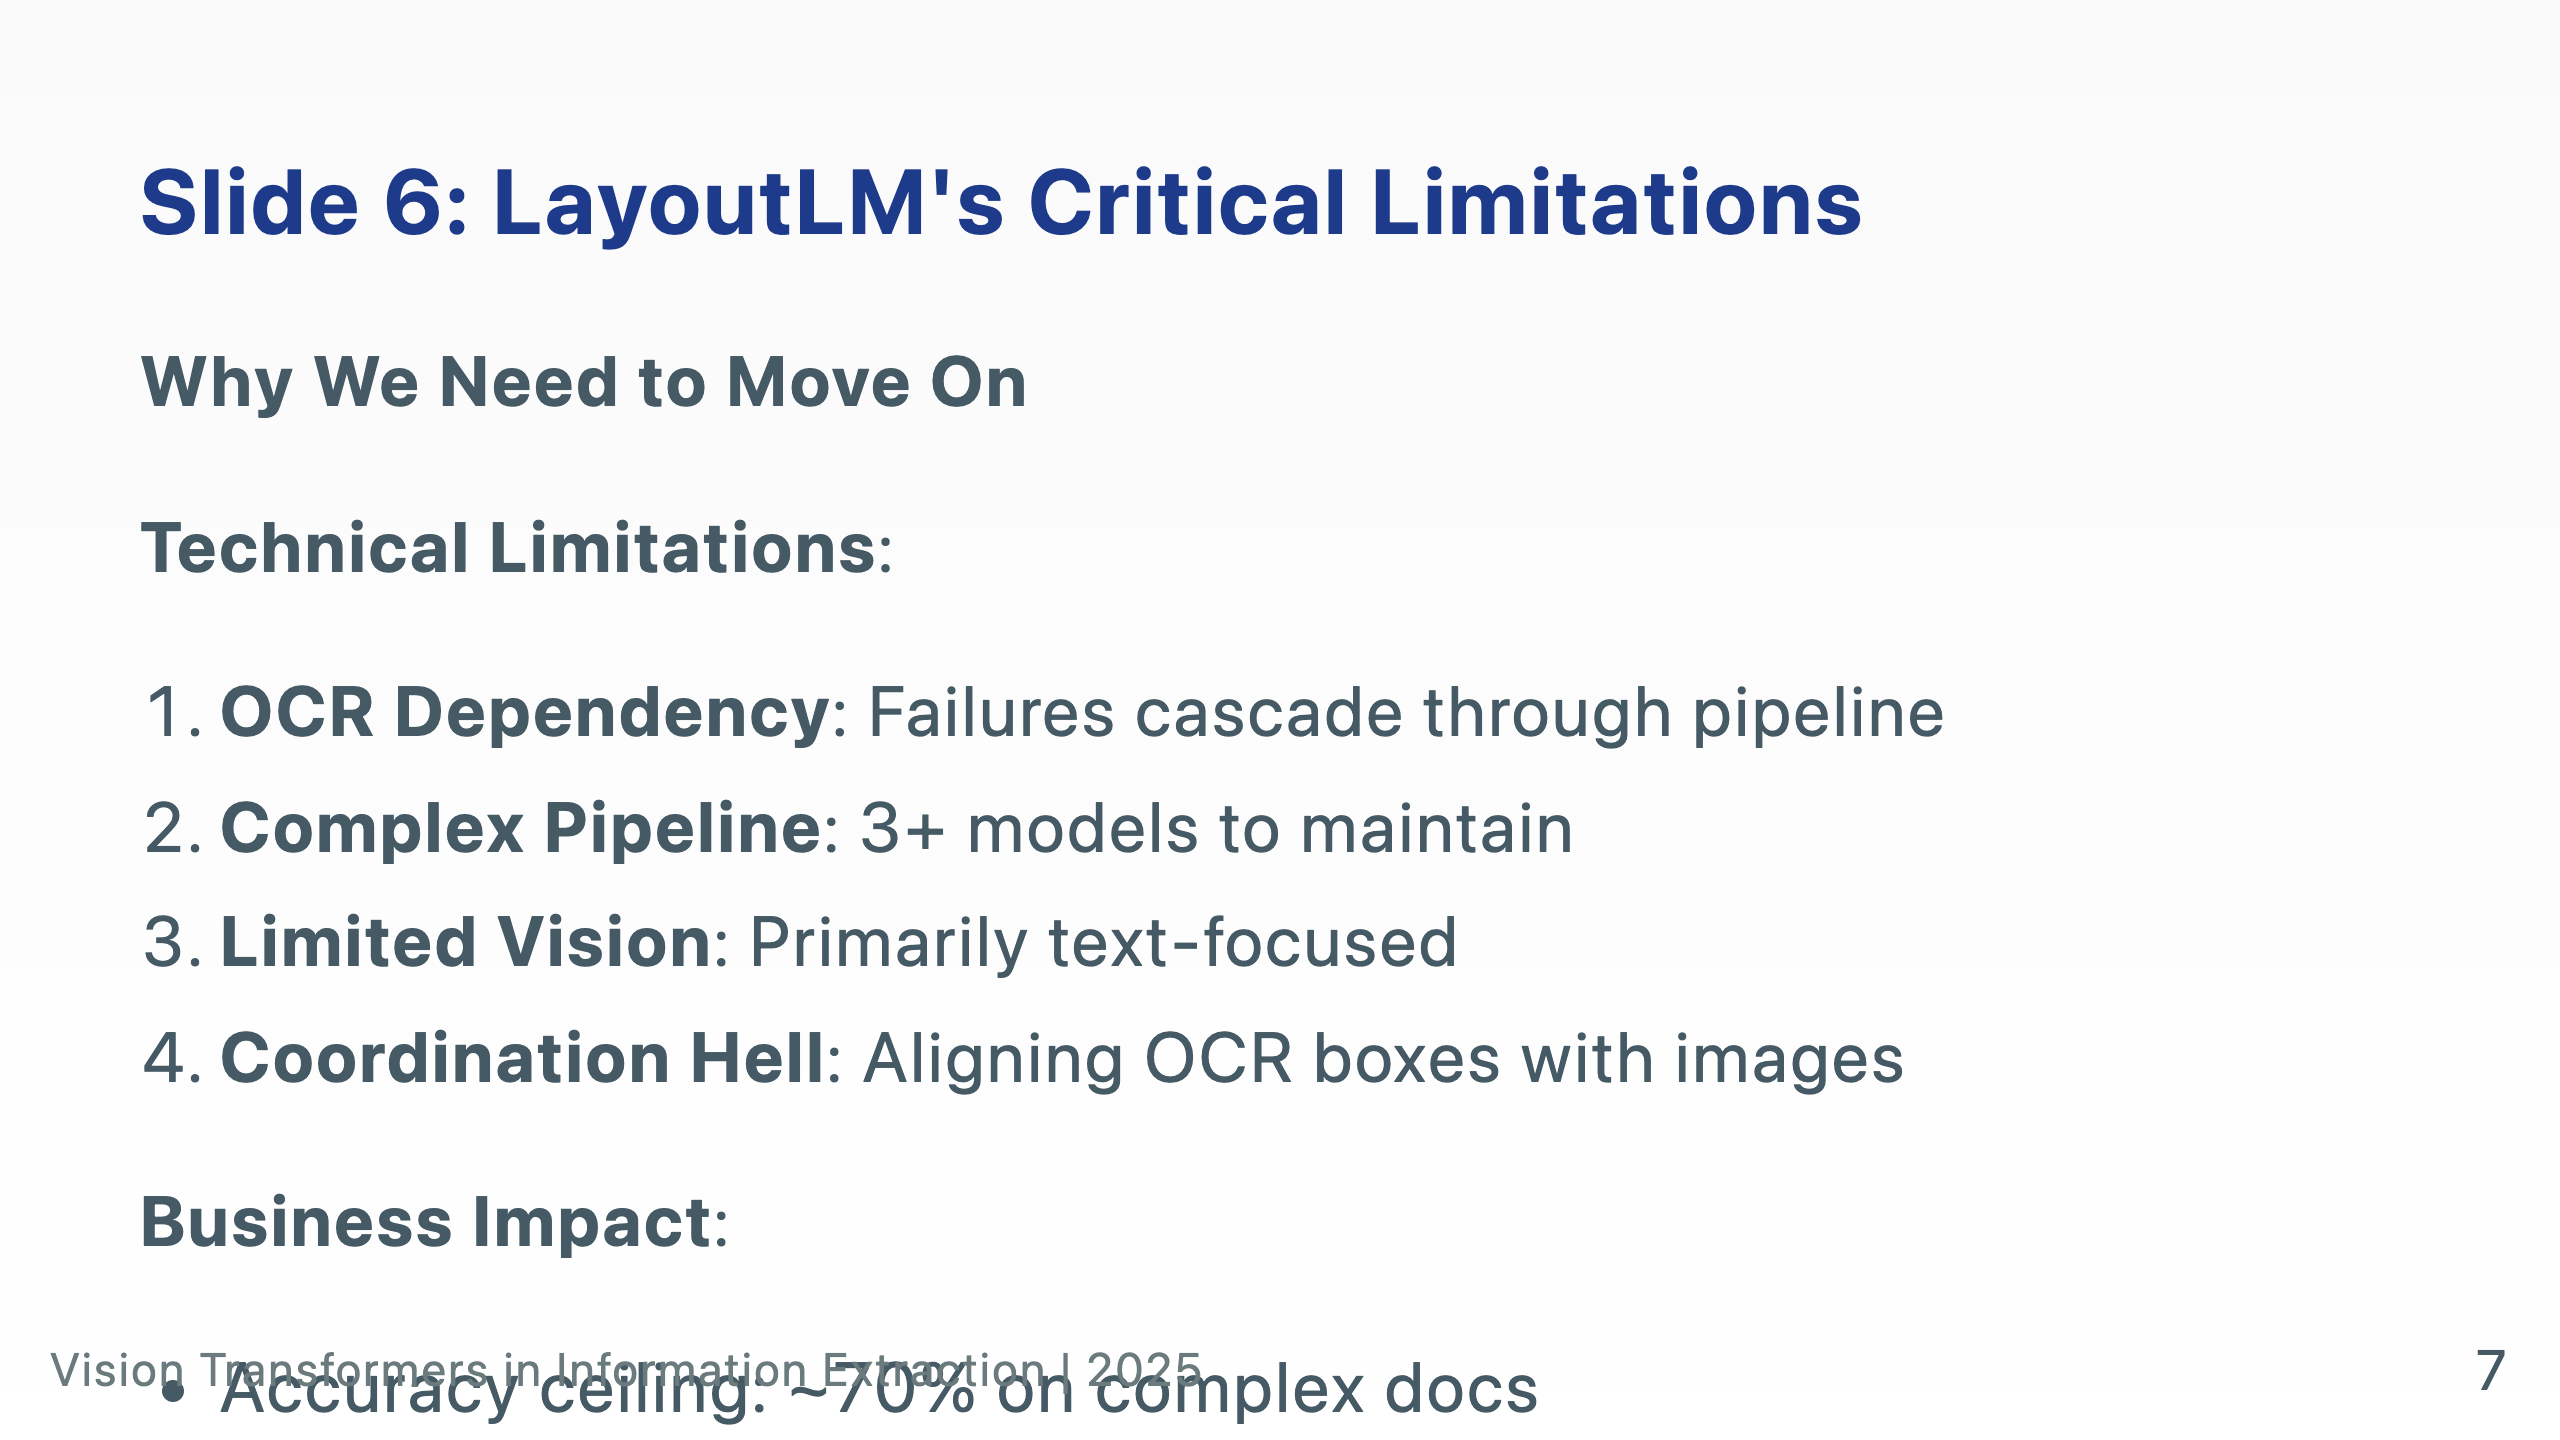 Slide 6: LayoutLM's Critical Limitations
Why We Need to Move On
Technical Limitations:
1. OCR Dependency: Failures cascade through pipeline
2. Complex Pipeline: 3+ models to maintain
3. Limited Vision: Primarily text-focused
4. Coordination Hell: Aligning OCR boxes with images
Business Impact:
• Accuracy ceiling: ~70% on complex docs
Vision Transformers in Information Extraction | 2025
7